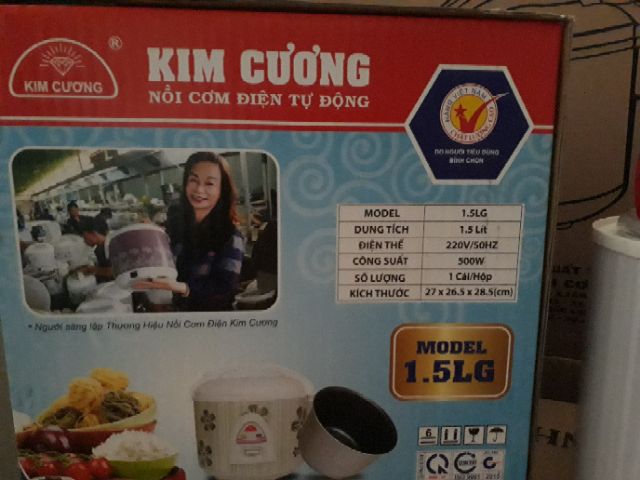 KIM CƯƠNG
®
KIM CƯƠNG
NỒI CƠM ĐIỆN TỰ ĐỘNG
HÀNG VIỆT NAM
CHẤT LƯỢNG CAO
DO NGƯỜI TIÊU DÙNG
BÌNH CHỌN
MODEL 1.5LG
DUNG TÍCH 1.5 Lít
ĐIỆN THẾ 220V/50HZ
CÔNG SUẤT 500W
SỐ LƯỢNG 1 Cái/Hộp
KÍCH THƯỚC 27 x 26.5 x 28.5(cm)
* Người sáng lập Thương Hiệu Nồi Cơm Điện Kim Cương
MODEL
1.5LG
6